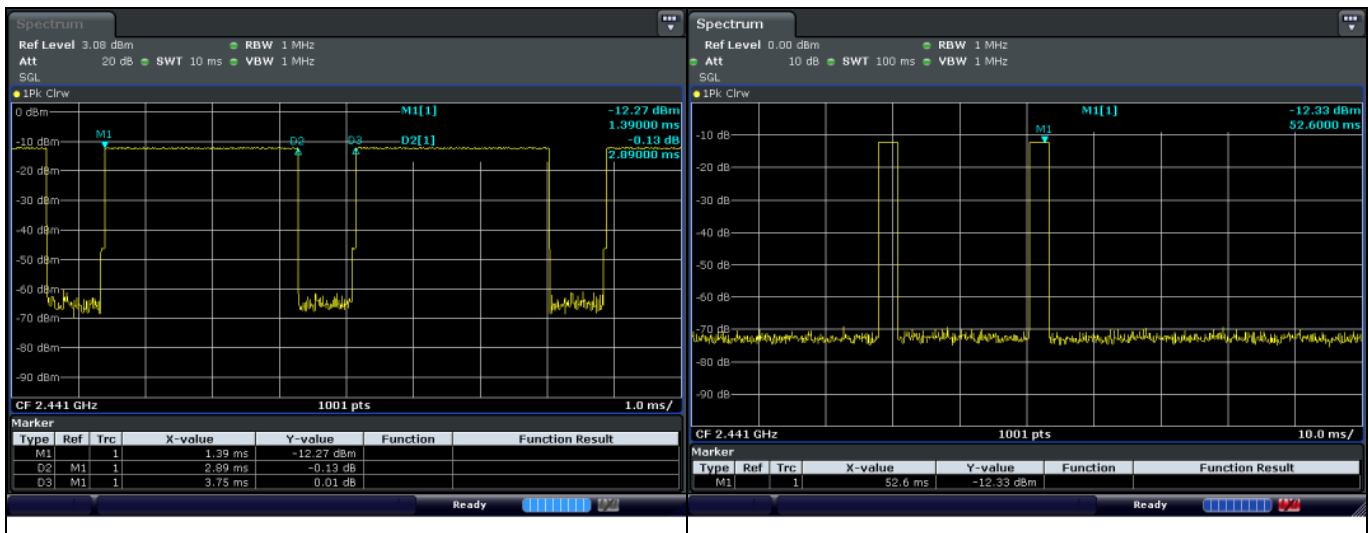 Spectrum
Ref Level 3.08 dBm RBW 1 MHz
Att 20 dB SWT 10 ms VBW 1 MHz
SGL
1Pk Clrw
0 dBm
M1[1] -12.27 dBm
1.39000 ms
-10 dBm M1 D2 D3 D2[1] -0.13 dB
2.89000 ms
-20 dBm
-30 dBm
-40 dBm
-50 dBm
-60 dBm
-70 dBm
-80 dBm
-90 dBm
CF 2.441 GHz 1001 pts 1.0 ms/
Marker
Type Ref Trc X-value Y-value Function Function Result
M1 1 1.39 ms -12.27 dBm
D2 M1 1 2.89 ms -0.13 dB
D3 M1 1 3.75 ms 0.01 dB
Ready
Spectrum
Ref Level 0.00 dBm RBW 1 MHz
Att 10 dB SWT 100 ms VBW 1 MHz
SGL
1Pk Clrw
M1[1] -12.33 dBm
52.6000 ms
-10 dB M1
-20 dB
-30 dB
-40 dB
-50 dB
-60 dB
-70 dB
-80 dB
-90 dB
CF 2.441 GHz 1001 pts 10.0 ms/
Marker
Type Ref Trc X-value Y-value Function Function Result
M1 1 52.6 ms -12.33 dBm
Ready